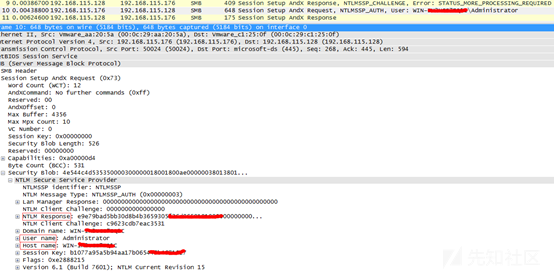 9 0.00386700 192.168.115.128 192.168.115.176 SMB 409 Session Setup AndX Response, NTLMSSP_CHALLENGE, Error: STATUS_MORE_PROCESSING_REQUIRED
10 0.00438800 192.168.115.176 192.168.115.128 SMB 648 Session Setup AndX Request, NTLMSSP_AUTH, User: WIN-\Administrator
11 0.00624600 192.168.115.128 192.168.115.176 SMB 175 Session Setup AndX Response
ame 10: 648 bytes on wire (5184 bits), 648 bytes captured (5184 bits) on interface 0
hernet II, Src: Vmware_aa:20:5a (00:0c:29:aa:20:5a), Dst: Vmware_c1:25:0f (00:0c:29:c1:25:0f)
ternet Protocol Version 4, Src: 192.168.115.176 (192.168.115.176), Dst: 192.168.115.128 (192.168.115.128)
ansmission Control Protocol, Src Port: 50024 (50024), Dst Port: microsoft-ds (445), Seq: 268, Ack: 445, Len: 594
etBIOS Session Service
B (Server Message Block Protocol)
SMB Header
Session Setup AndX Request (0x73)
Word Count (WCT): 12
AndXCommand: No further commands (0xff)
Reserved: 00
AndXOffset: 0
Max Buffer: 4356
Max Mpx Count: 10
VC Number: 0
Session Key: 0x00000000
Security Blob Length: 526
Reserved: 00000000
Capabilities: 0xa00000d4
Byte Count (BCC): 531
Security Blob: 4e544c4d53535000030000001800180
NTLM Secure Service Provider
NTLMSSP identifier: NTLMSSP
NTLM Message Type: NTLMSSP_AUTH (0x00000003)
Lan Manager Response: 000000000000000000000000000000000000000000000000
NTLM Client Challenge: 0000000000000000
NTLM Response: e9e79bad5bb30d8b4b3659305
NTLM Client Challenge: c9623cdb7eac3531
Domain name: WIN-
User name: Administrator
Host name: WIN-
Session Key: b1077a95a5b94aa17b0654
Flags: 0xe2888215
Version 6.1 (Build 7601); NTLM Current Revision 15
先知社区